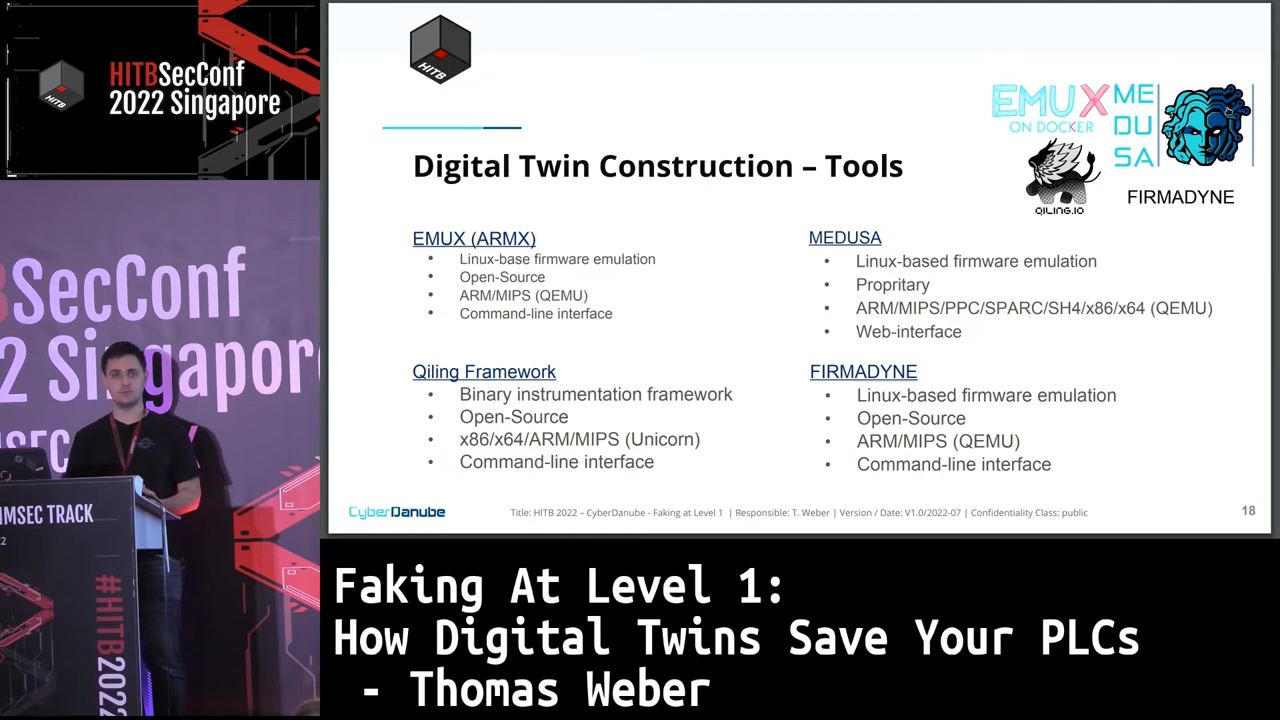 HITBSecConf
2022 Singapore
HITB
SecConf
2 Singapor
IMSEC TRACK
2
#HITB2022
HITB
EMUX
ON DOCKER
ME
DU
SA
QILING.IO
FIRMADYNE
Digital Twin Construction – Tools
EMUX (ARMX)
• Linux-base firmware emulation
• Open-Source
• ARM/MIPS (QEMU)
• Command-line interface
MEDUSA
• Linux-based firmware emulation
• Propritary
• ARM/MIPS/PPC/SPARC/SH4/x86/x64 (QEMU)
• Web-interface
Qiling Framework
• Binary instrumentation framework
• Open-Source
• x86/x64/ARM/MIPS (Unicorn)
• Command-line interface
FIRMADYNE
• Linux-based firmware emulation
• Open-Source
• ARM/MIPS (QEMU)
• Command-line interface
CyberDanube
Title: HITB 2022 – CyberDanube - Faking at Level 1 | Responsible: T. Weber | Version / Date: V1.0/2022-07 | Confidentiality Class: public
18
Faking At Level 1:
How Digital Twins Save Your PLCs
- Thomas Weber